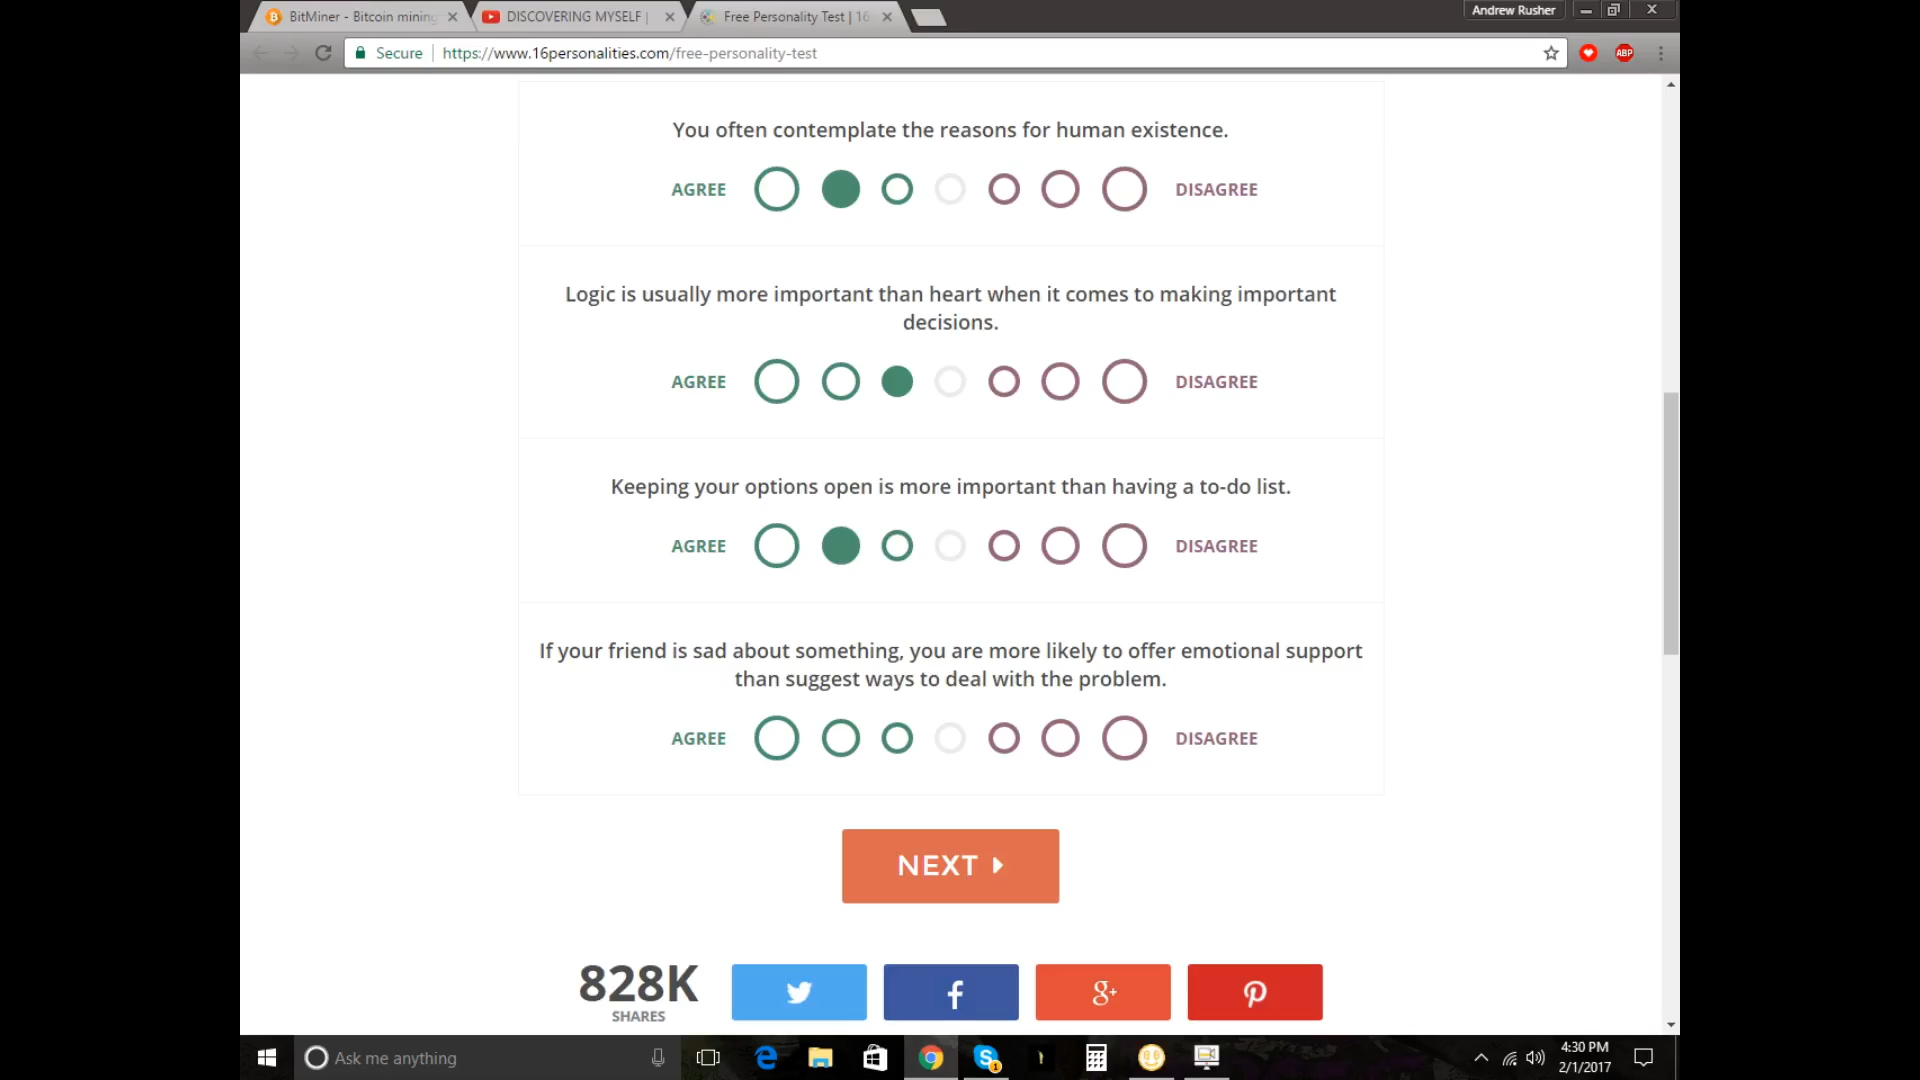 BitMiner - Bitcoin mining
DISCOVERING MYSELF |
Free Personality Test | 16
Andrew Rusher
Secure
https://www.16personalities.com/free-personality-test
ABP
You often contemplate the reasons for human existence.
AGREE
DISAGREE
Logic is usually more important than heart when it comes to making important
decisions.
AGREE
DISAGREE
Keeping your options open is more important than having a to-do list.
AGREE
DISAGREE
If your friend is sad about something, you are more likely to offer emotional support
than suggest ways to deal with the problem.
AGREE
DISAGREE
NEXT
828K
SHARES
g+
Ask me anything
1
4:30 PM
2/1/2017